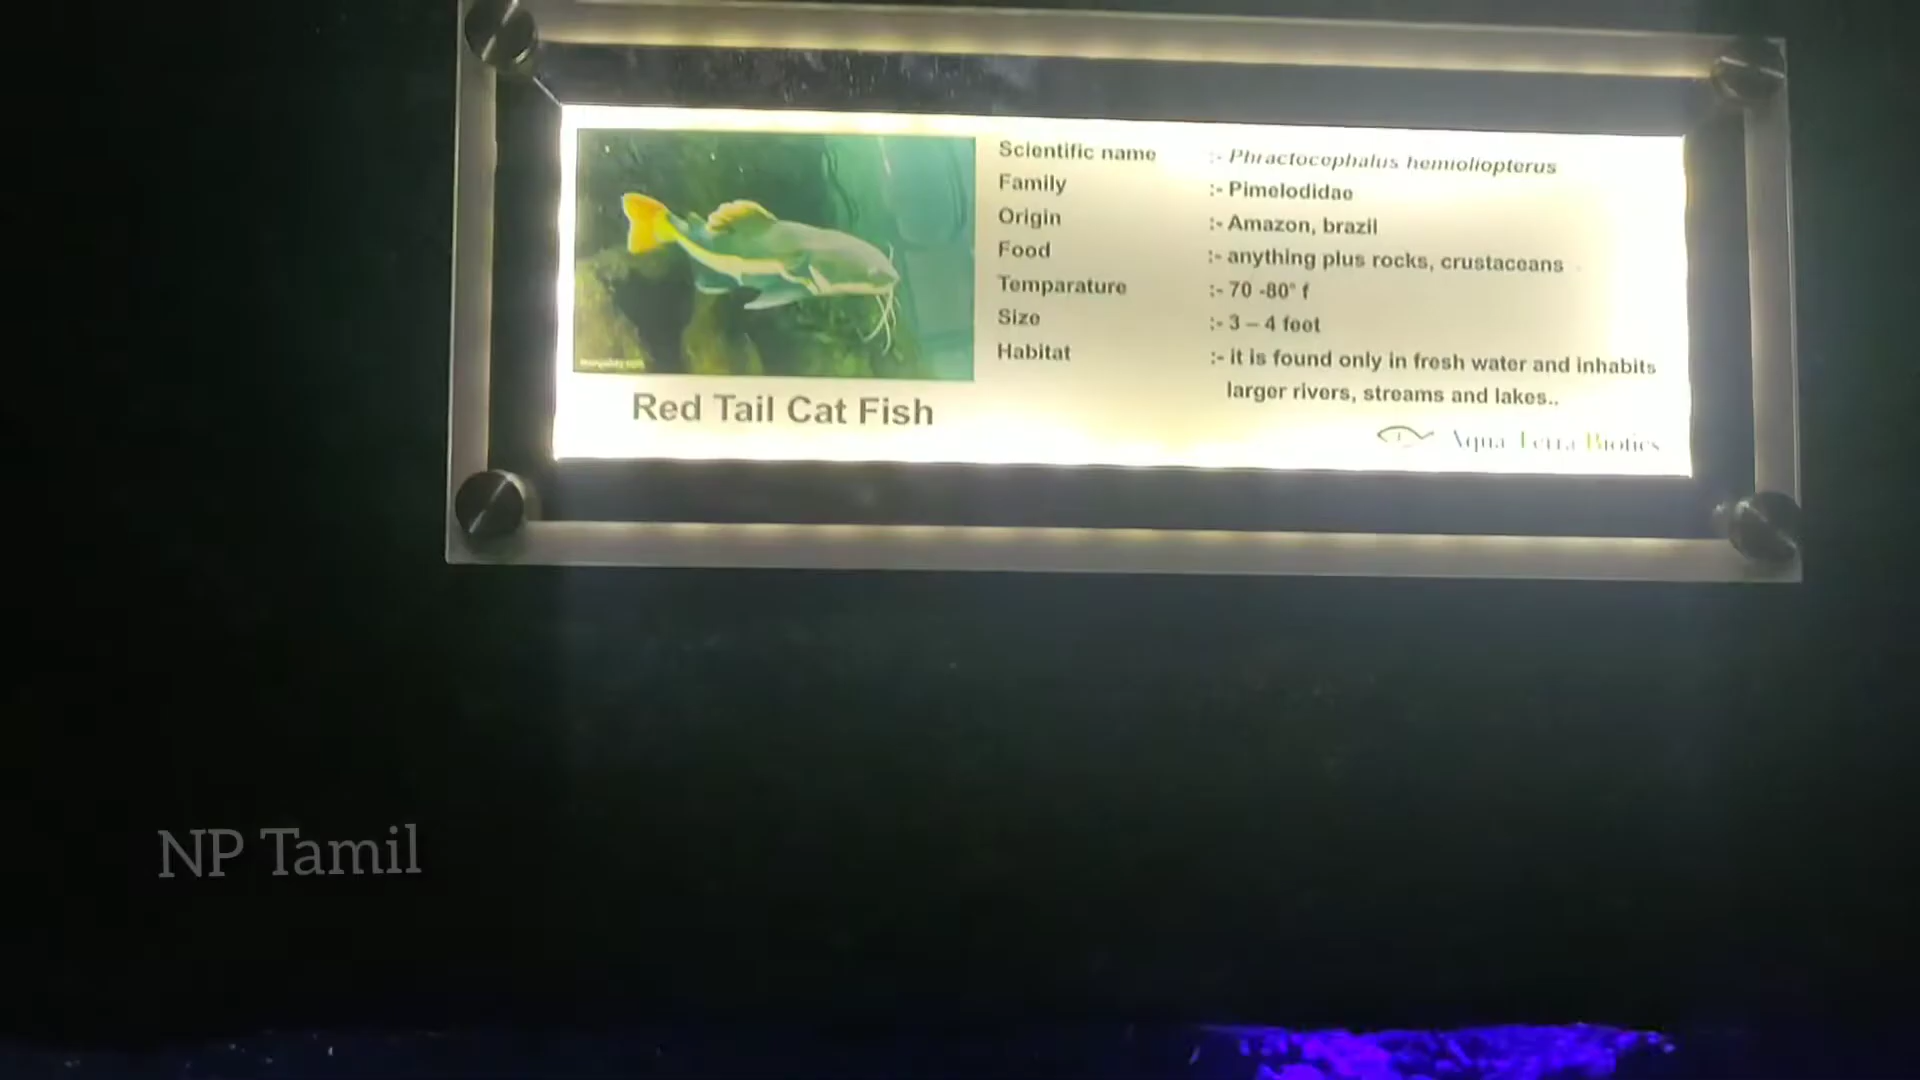 Scientific name :- Phractocephalus hemioliopterus
Family :- Pimelodidae
Origin :- Amazon, brazil
Food :- anything plus rocks, crustaceans
Temparature :- 70 -80° f
Size :- 3 – 4 feet
Habitat :- it is found only in fresh water and inhabits
larger rivers, streams and lakes..
Red Tail Cat Fish
Aqua Terra Biotics
NP Tamil